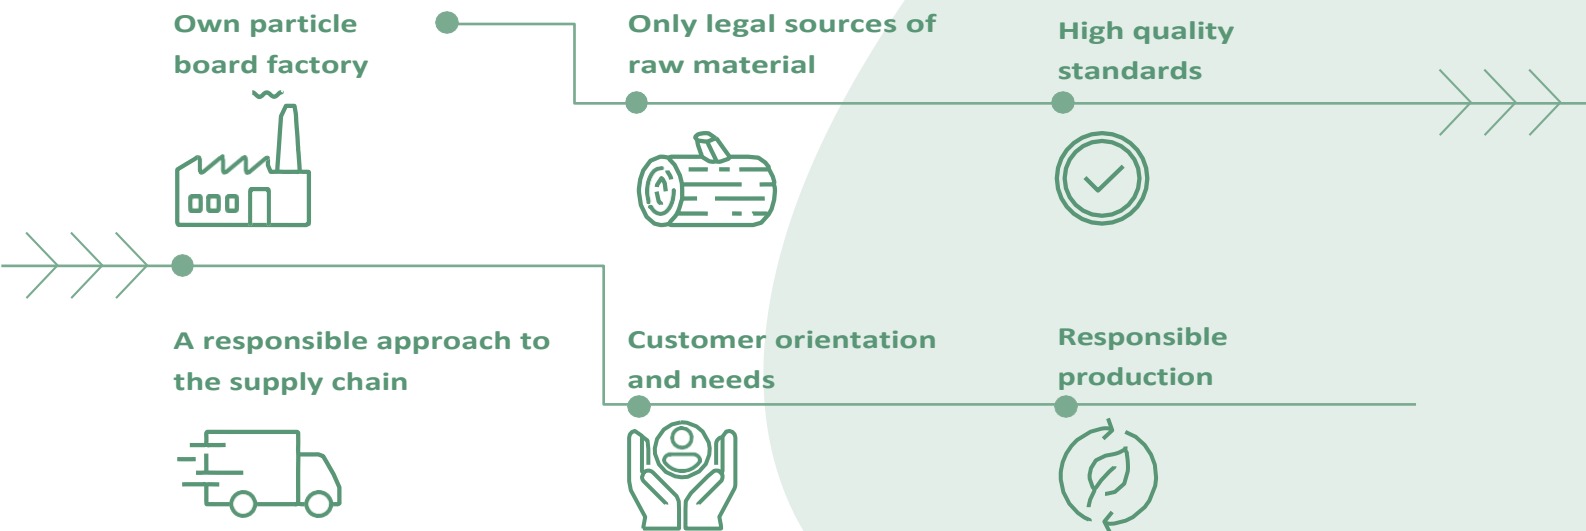 Own particle
board factory
Only legal sources of
raw material
High quality
standards
A responsible approach to
the supply chain
Customer orientation
and needs
Responsible
production